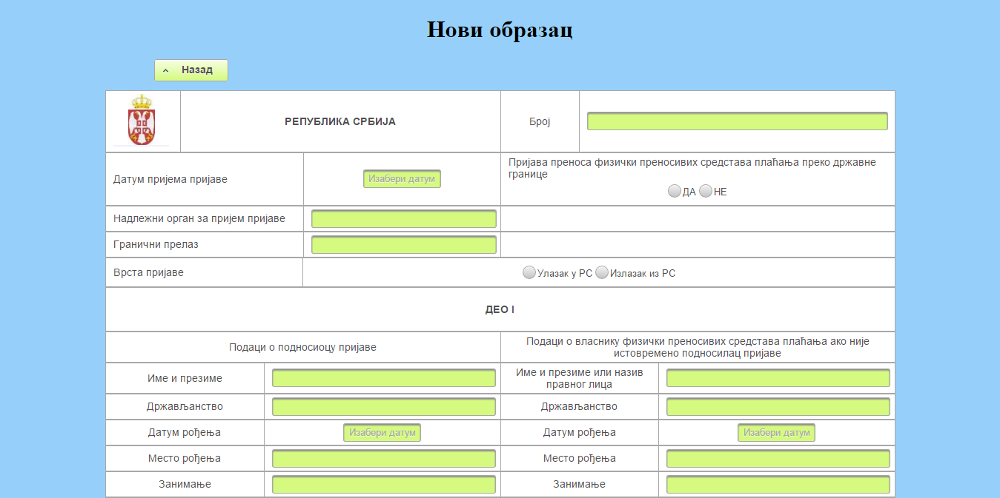 Нови образац
Назад
РЕПУБЛИКА СРБИЈА
Број
Датум пријема пријаве
Изабери датум
Пријава преноса физички преносивих средстава плаћања преко државне
границе
ДА НЕ
Надлежни орган за пријем пријаве
Гранични прелаз
Врста пријаве
Улазак у РС Излазак из РС
ДЕО I
Подаци о подносиоцу пријаве
Подаци о власнику физички преносивих средстава плаћања ако није
истовремено подносилац пријаве
Име и презиме
Име и презиме или назив
правног лица
Држављанство
Држављанство
Датум рођења
Изабери датум
Датум рођења
Изабери датум
Место рођења
Место рођења
Занимање
Занимање